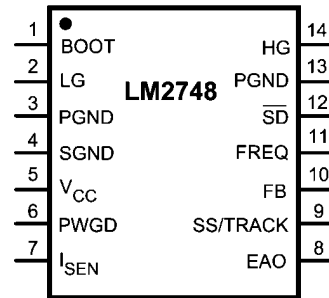 1 BOOT HG 14
2 LG PGND 13
LM2748
3 PGND SD 12
4 SGND FREQ 11
5 VCC FB 10
6 PWGD SS/TRACK 9
7 ISEN EAO 8